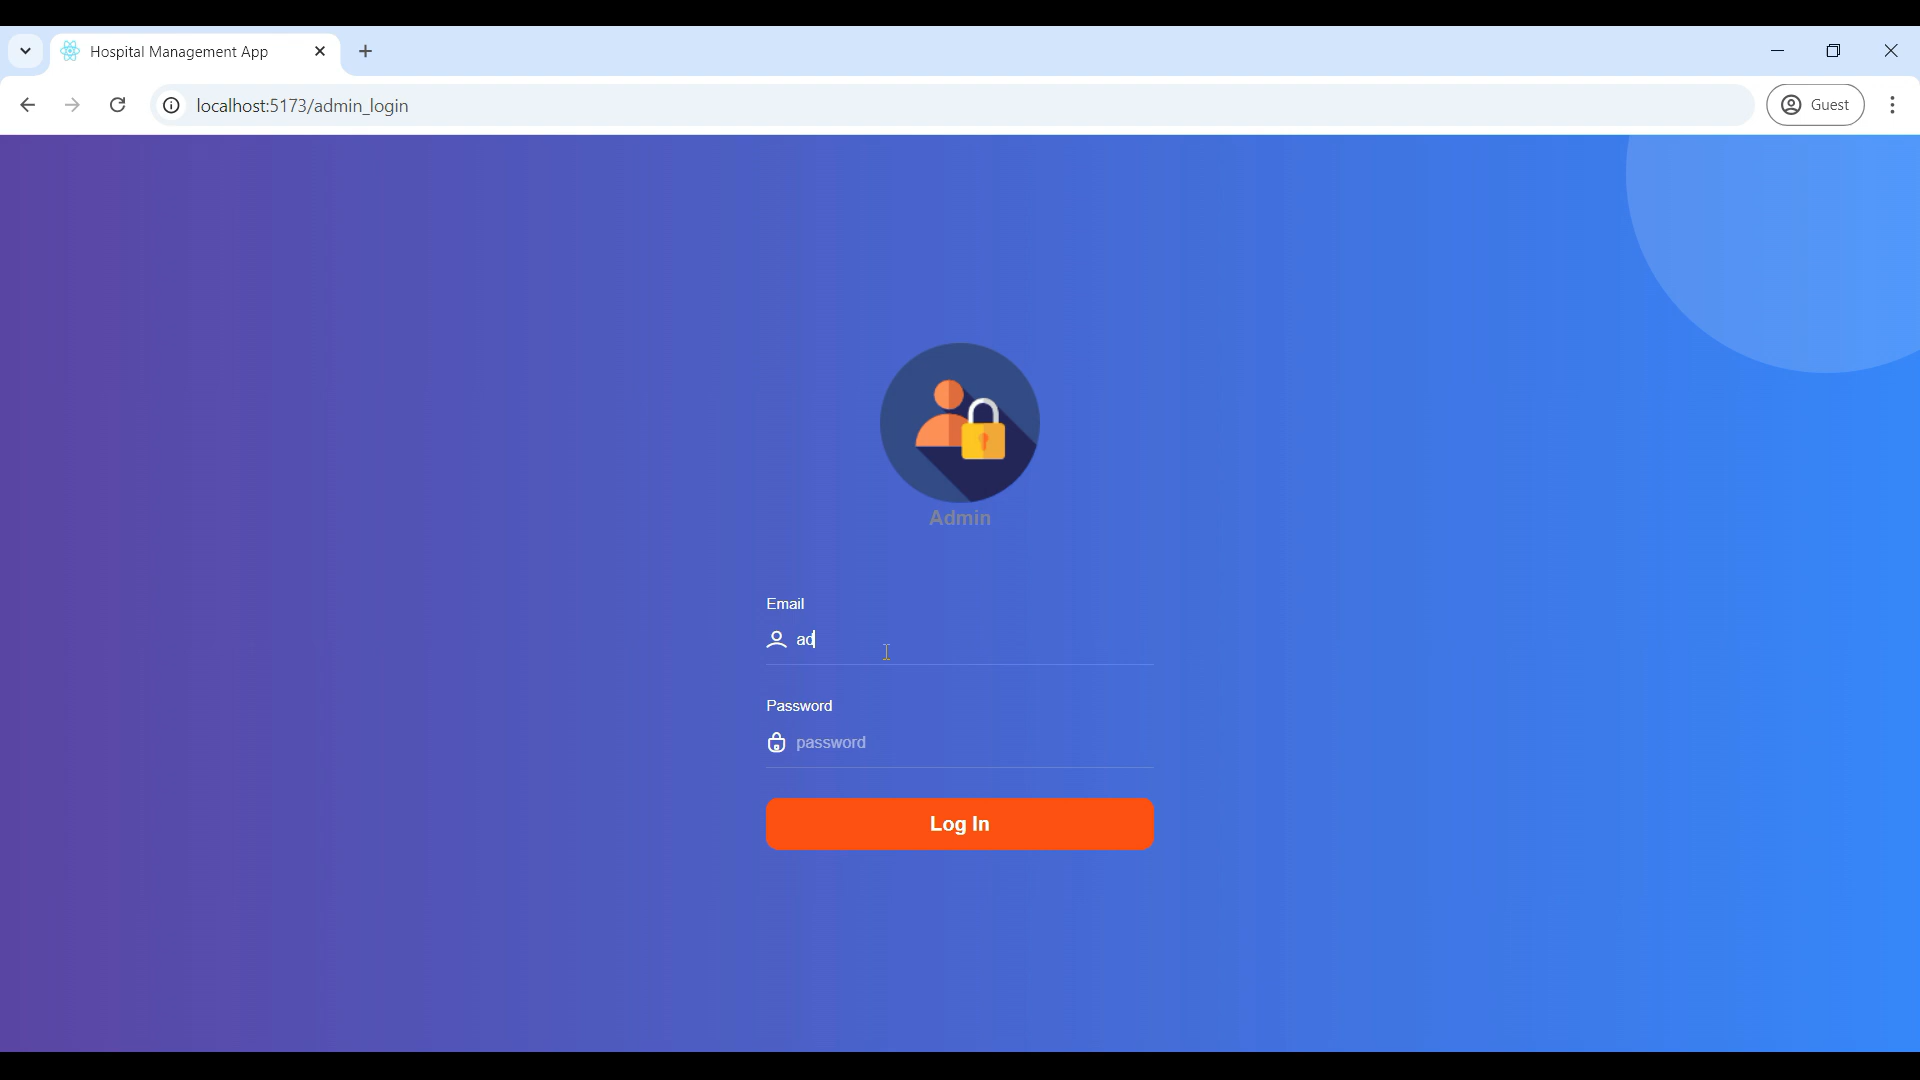 Hospital Management App
localhost:5173/admin_login
Guest
Admin
Email
ad
Password
password
Log In